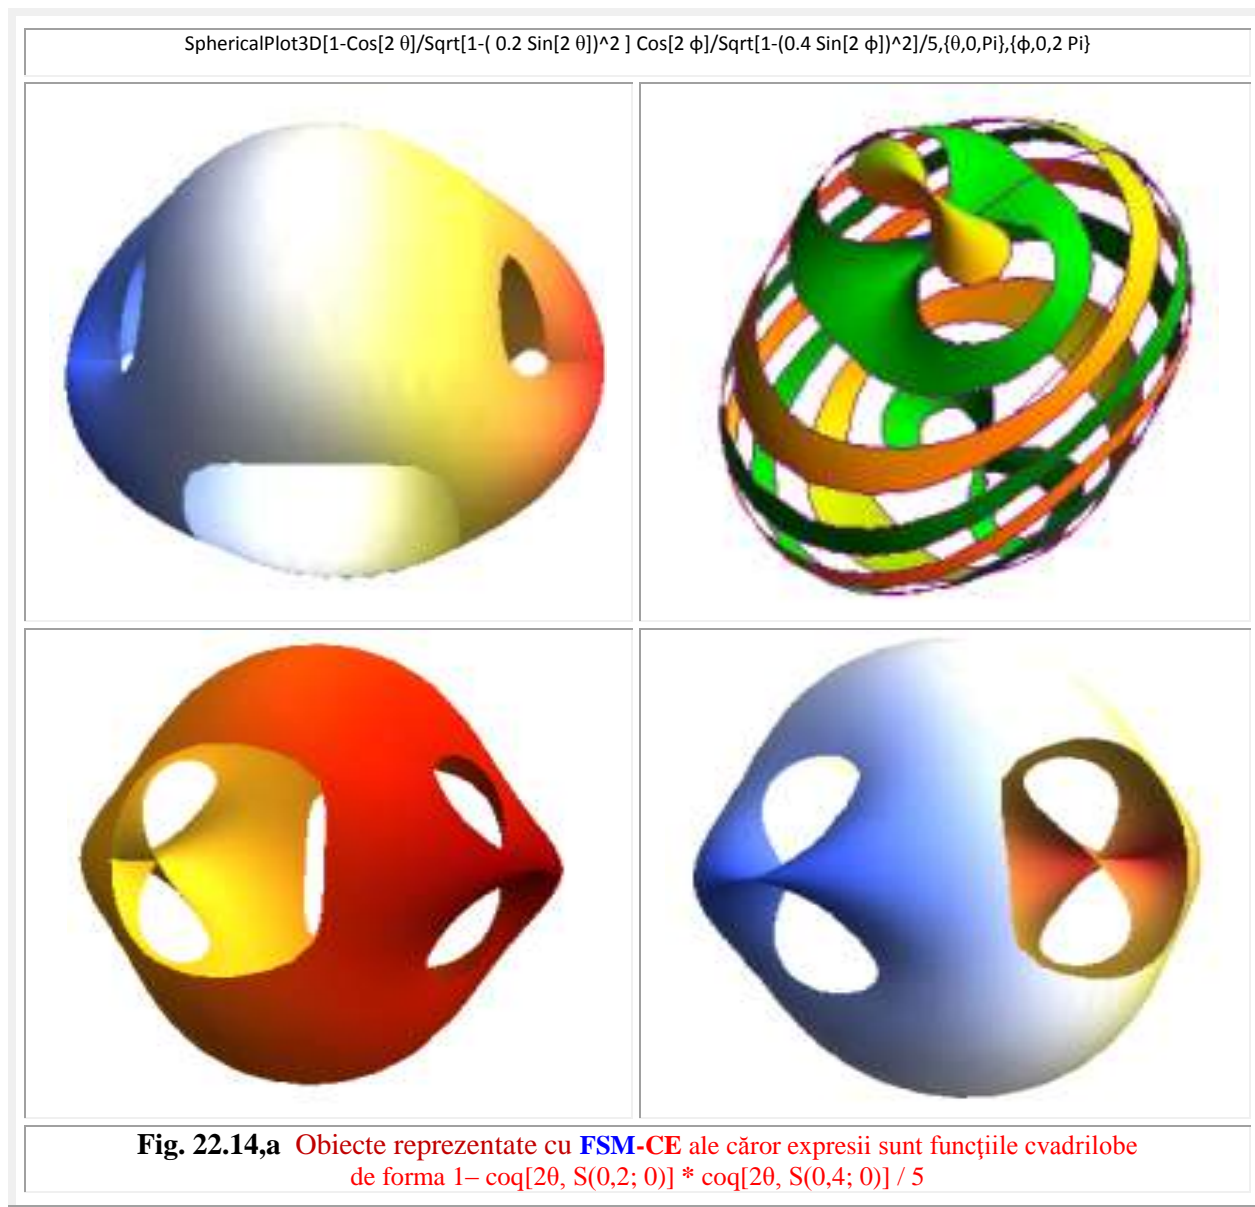 SphericalPlot3D[1-Cos[2 θ]/Sqrt[1-( 0.2 Sin[2 θ])^2 ] Cos[2 ϕ]/Sqrt[1-(0.4 Sin[2 ϕ])^2]/5,{θ,0,Pi},{ϕ,0,2 Pi}
Fig. 22.14,a Obiecte reprezentate cu FSM-CE ale căror expresii sunt funcţiile cvadrilobe
de forma 1– coq[2θ, S(0,2; 0)] * coq[2θ, S(0,4; 0)] / 5